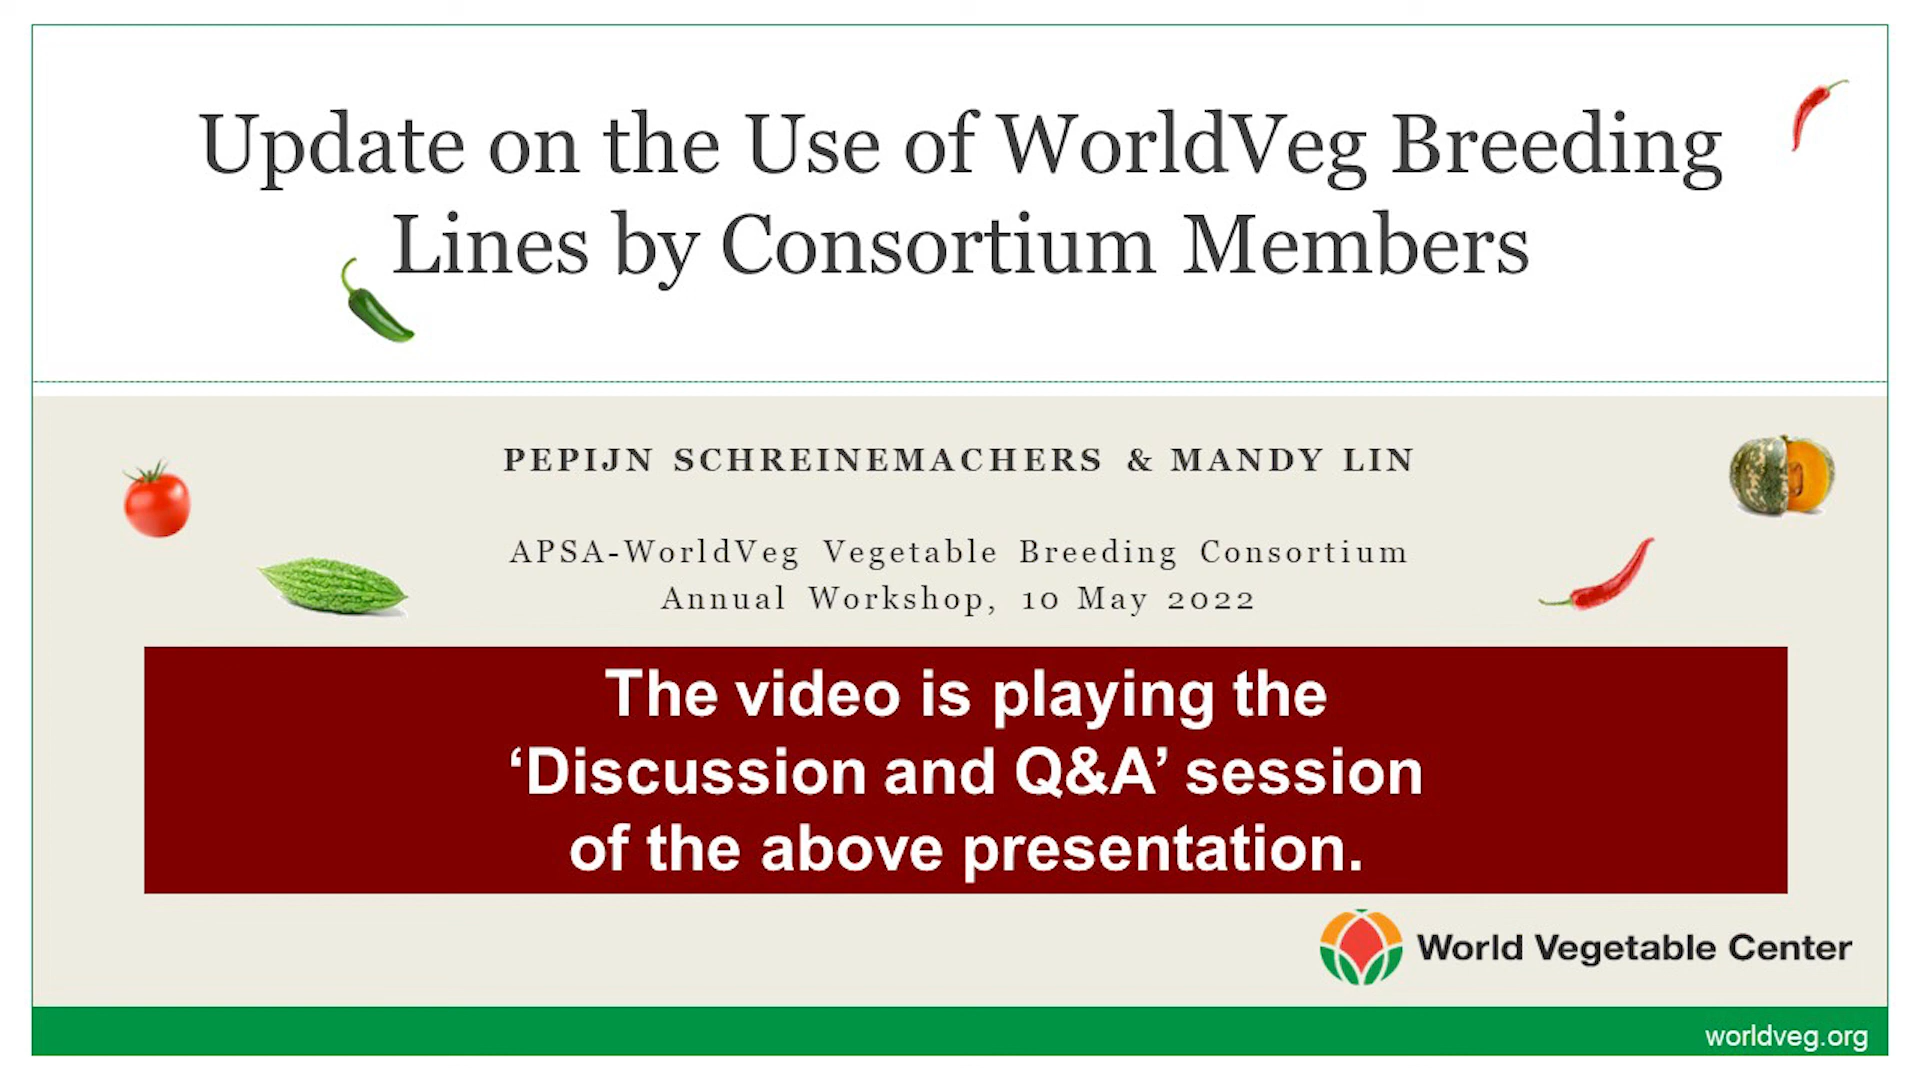 Update on the Use of WorldVeg Breeding
Lines by Consortium Members
PEPIJN SCHREINEMACHERS & MANDY LIN
APSA-WorldVeg Vegetable Breeding Consortium
Annual Workshop, 10 May 2022
The video is playing the
‘Discussion and Q&A’ session
of the above presentation.
World Vegetable Center
worldveg.org